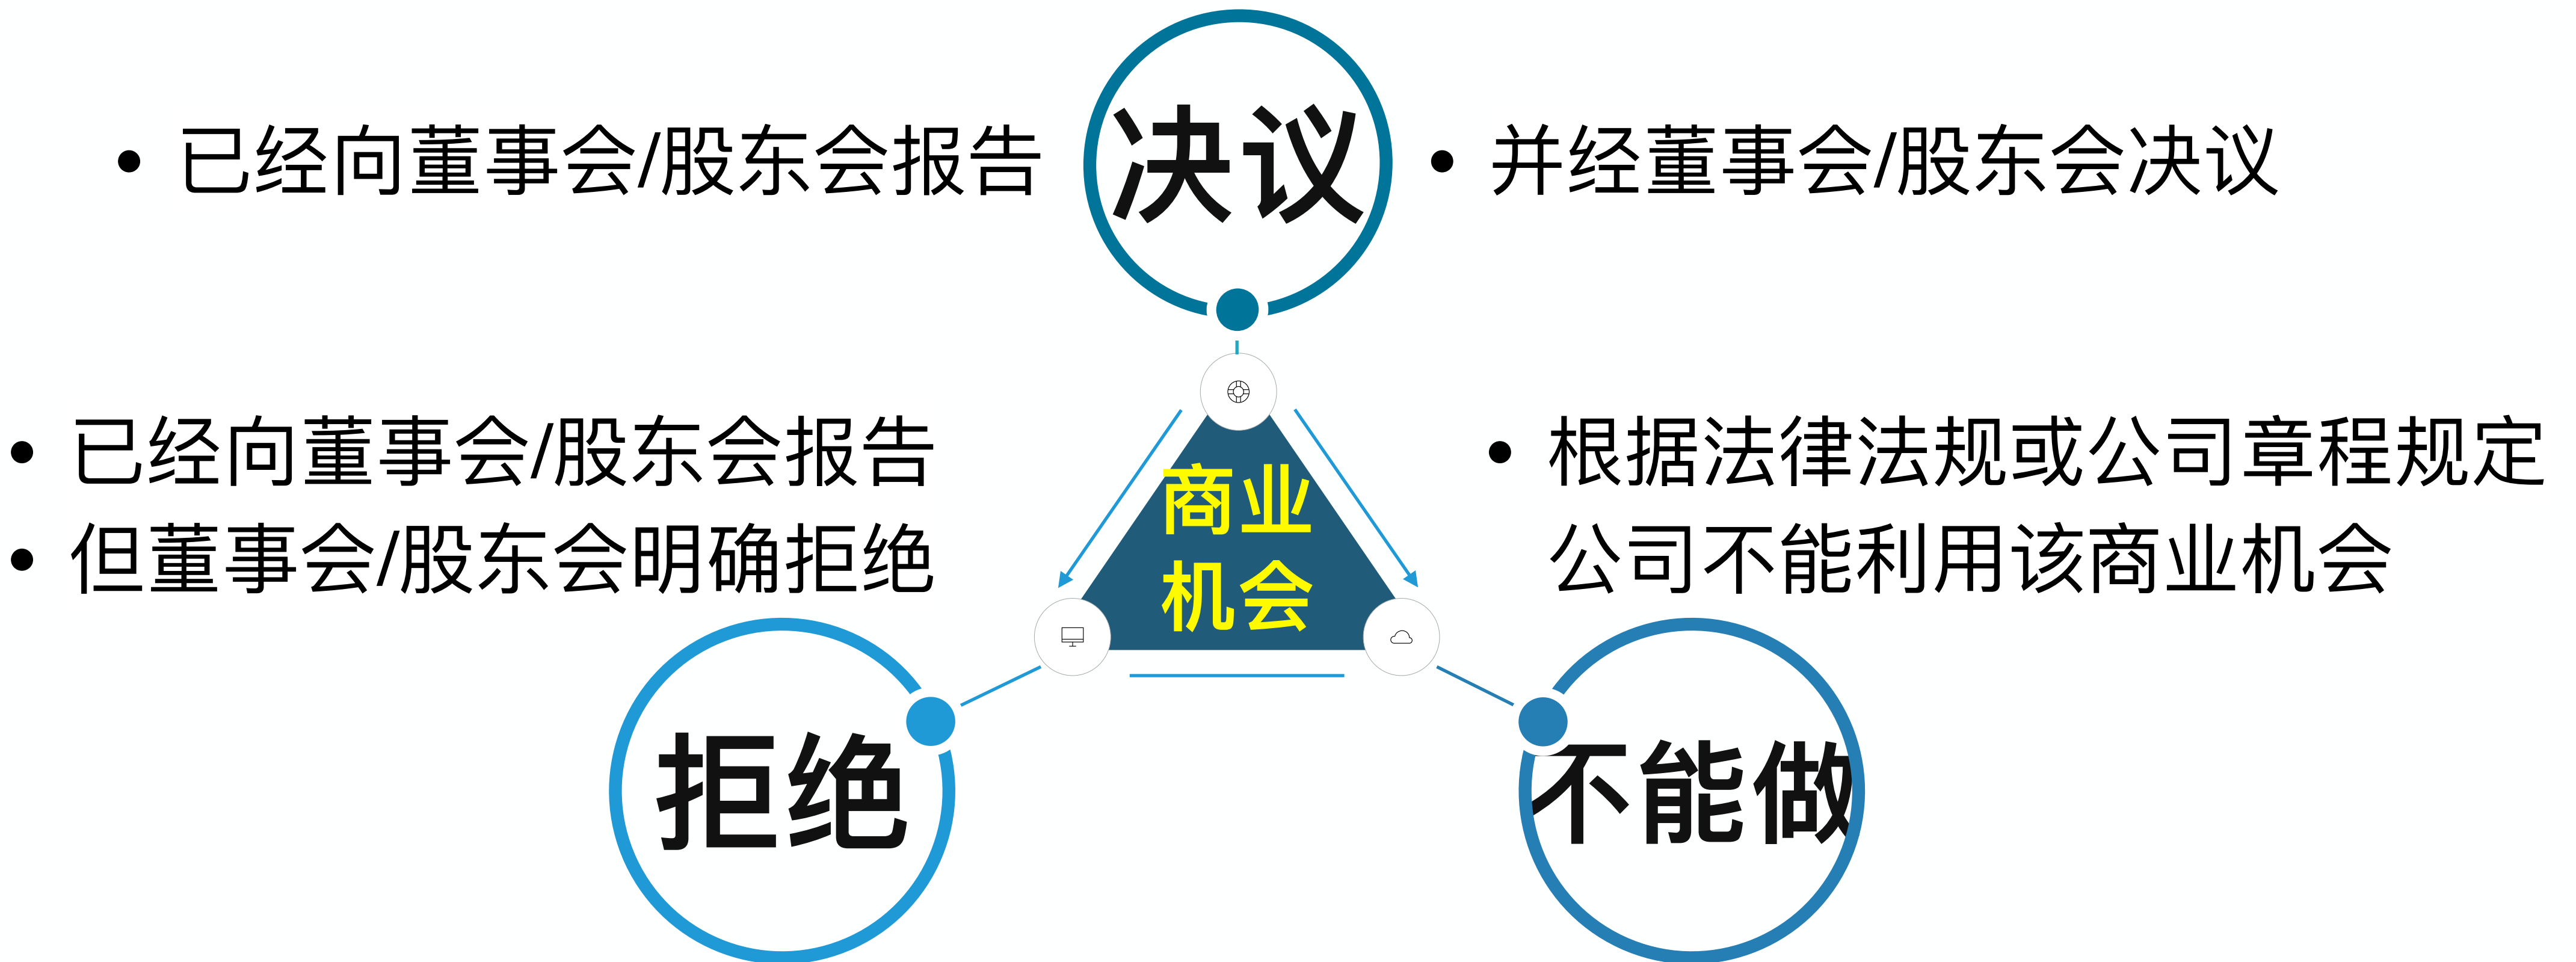 • 已经向董事会/股东会报告
决议
• 并经董事会/股东会决议
• 已经向董事会/股东会报告
• 但董事会/股东会明确拒绝
商业
机会
• 根据法律法规或公司章程规定
公司不能利用该商业机会
拒绝
不能做